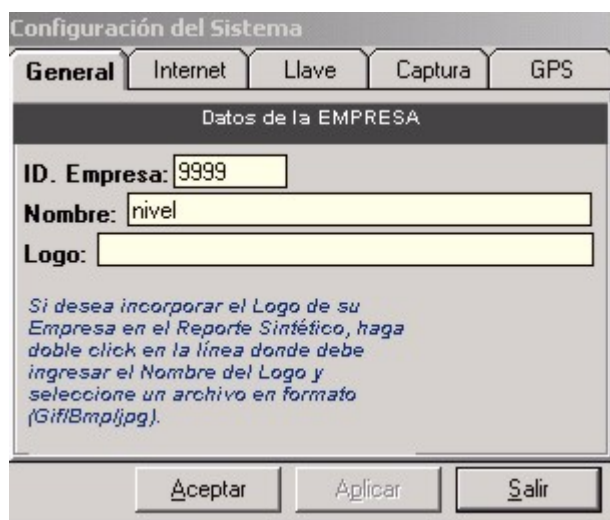 Configuración del Sistema
General Internet Llave Captura GPS
Datos de la EMPRESA
ID. Empresa: 9999
Nombre: nivel
Logo:
Si desea incorporar el Logo de su
Empresa en el Reporte Sintético, haga
doble click en la línea donde debe
ingresar el Nombre del Logo y
seleccione un archivo en formato
(Gif/Bmp/jpg).
Aceptar Aplicar Salir